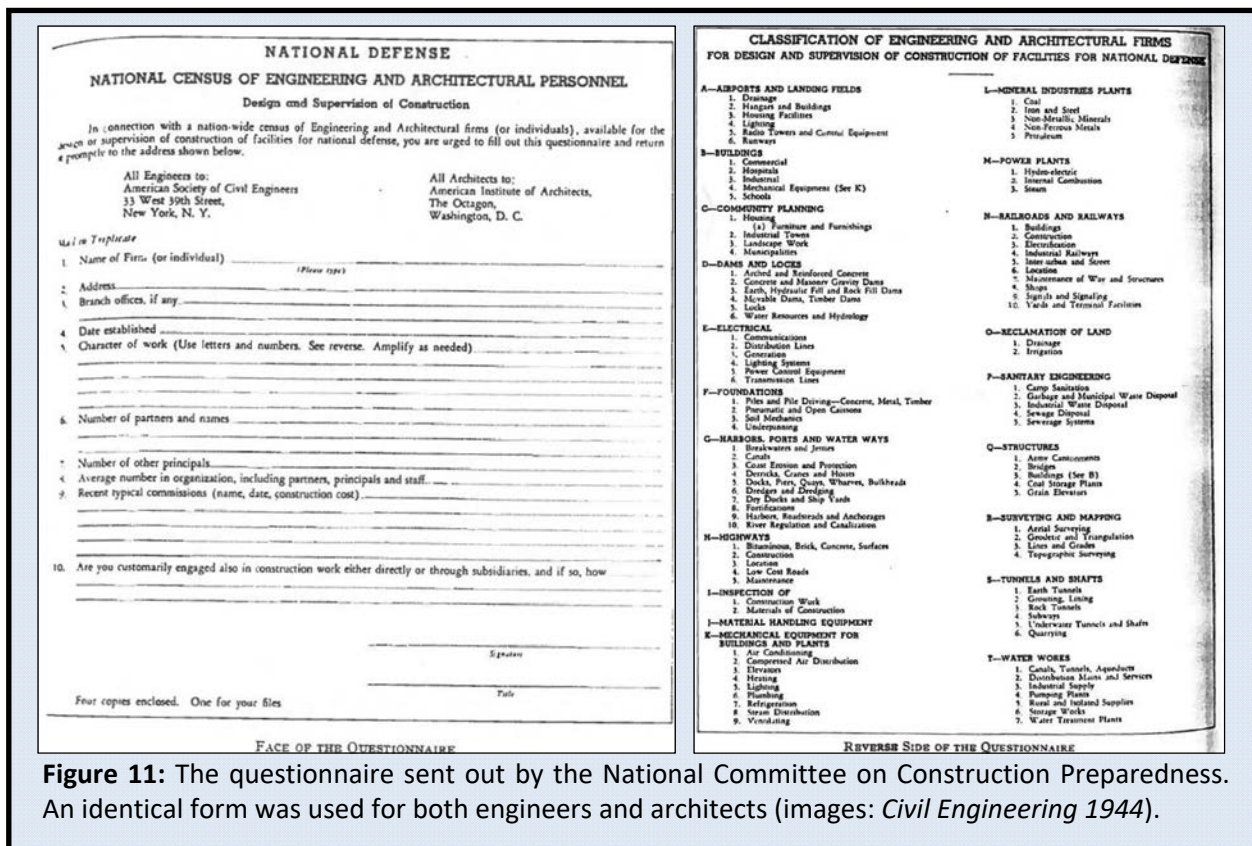 NATIONAL DEFENSE
NATIONAL CENSUS OF ENGINEERING AND ARCHITECTURAL PERSONNEL
Design and Supervision of Construction
In connection with a nation-wide census of Engineering and Architectural firms (or individuals), available for the
or supervision of construction of facilities for national defense, you are urged to fill out this questionnaire and return
promptly to the address shown below.
All Engineers to:
American Society of Civil Engineers
33 West 39th Street,
New York, N. Y.
All Architects to:
American Institute of Architects,
The Octagon,
Washington, D. C.
Mail in Triplicate
1. Name of Firm (or individual)
(Please type)
2. Address
3. Branch offices, if any
4. Date established
5. Character of work (Use letters and numbers. See reverse. Amplify as needed)
6. Number of partners and names
7. Number of other principals
8. Average number in organization, including partners, principals and staff
9. Recent typical commissions (name, date, construction cost)
10. Are you customarily engaged also in construction work either directly or through subsidiaries, and if so, how
Signature
Title
Four copies enclosed. One for your files
FACE OF THE QUESTIONNAIRE
CLASSIFICATION OF ENGINEERING AND ARCHITECTURAL FIRMS
FOR DESIGN AND SUPERVISION OF CONSTRUCTION OF FACILITIES FOR NATIONAL DEFENSE
A—AIRPORTS AND LANDING FIELDS
1. Drainage
2. Hangars and Buildings
3. Housing Facilities
4. Lighting
5. Radio Towers and Control Equipment
6. Runways
B—BUILDINGS
1. Commercial
2. Hospitals
3. Industrial
4. Mechanical Equipment (See K)
5. Schools
C—COMMUNITY PLANNING
1. Housing
(a) Furniture and Furnishings
2. Industrial Towns
3. Landscape Work
4. Municipalities
D—DAMS AND LOCKS
1. Arched and Reinforced Concrete
2. Concrete and Masonry Gravity Dams
3. Earth, Hydraulic Fill and Rock Fill Dams
4. Movable Dams, Timber Dams
5. Locks
6. Water Resources and Hydrology
E—ELECTRICAL
1. Communications
2. Distribution Lines
3. Generation
4. Lighting Systems
5. Power Control Equipment
6. Transmission Lines
F—FOUNDATIONS
1. Piles and Pile Driving—Concrete, Metal, Timber
2. Pneumatic and Open Caissons
3. Soil Mechanics
4. Underpinning
G—HARBORS, PORTS AND WATER WAYS
1. Breakwaters and Jetties
2. Canals
3. Coast Erosion and Protection
4. Derricks, Cranes and Hoists
5. Docks, Piers, Quays, Wharves, Bulkheads
6. Dredges and Dredging
7. Dry Docks and Ship Yards
8. Fortifications
9. Harbors, Roadsteads and Anchorages
10. River Regulation and Canalization
H—HIGHWAYS
1. Bituminous, Brick, Concrete, Surfaces
2. Construction
3. Location
4. Low Cost Roads
5. Maintenance
I—INSPECTION OF
1. Construction Work
2. Materials of Construction
J—MATERIAL HANDLING EQUIPMENT
K—MECHANICAL EQUIPMENT FOR
BUILDINGS AND PLANTS
1. Air Conditioning
2. Compressed Air Distribution
3. Elevators
4. Heating
5. Lighting
6. Plumbing
7. Refrigeration
8. Steam Distribution
9. Ventilating
L—MINERAL INDUSTRIES PLANTS
1. Coal
2. Iron and Steel
3. Non-Metallic Minerals
4. Non-Ferrous Metals
5. Petroleum
M—POWER PLANTS
1. Hydro-electric
2. Internal Combustion
3. Steam
N—RAILROADS AND RAILWAYS
1. Buildings
2. Construction
3. Electrification
4. Industrial Railways
5. Inter-urban and Street
6. Location
7. Maintenance of Way and Structures
8. Shops
9. Signals and Signaling
10. Yards and Terminal Facilities
O—RECLAMATION OF LAND
1. Drainage
2. Irrigation
P—SANITARY ENGINEERING
1. Camp Sanitation
2. Garbage and Municipal Waste Disposal
3. Industrial Waste Disposal
4. Sewage Disposal
5. Sewerage Systems
Q—STRUCTURES
1. Army Cantonments
2. Bridges
3. Buildings (See B)
4. Coal Storage Plants
5. Grain Elevators
R—SURVEYING AND MAPPING
1. Aerial Surveying
2. Geodetic and Triangulation
3. Lines and Grades
4. Topographic Surveying
S—TUNNELS AND SHAFTS
1. Earth Tunnels
2. Grouting, Lining
3. Rock Tunnels
4. Subways
5. Underwater Tunnels and Shafts
6. Quarrying
T—WATER WORKS
1. Canals, Tunnels, Aqueducts
2. Distribution Mains and Services
3. Industrial Supply
4. Pumping Plants
5. Rural and Isolated Supplies
6. Storage Works
7. Water Treatment Plants
REVERSE SIDE OF THE QUESTIONNAIRE
Figure 11: The questionnaire sent out by the National Committee on Construction Preparedness.
An identical form was used for both engineers and architects (images: Civil Engineering 1944).